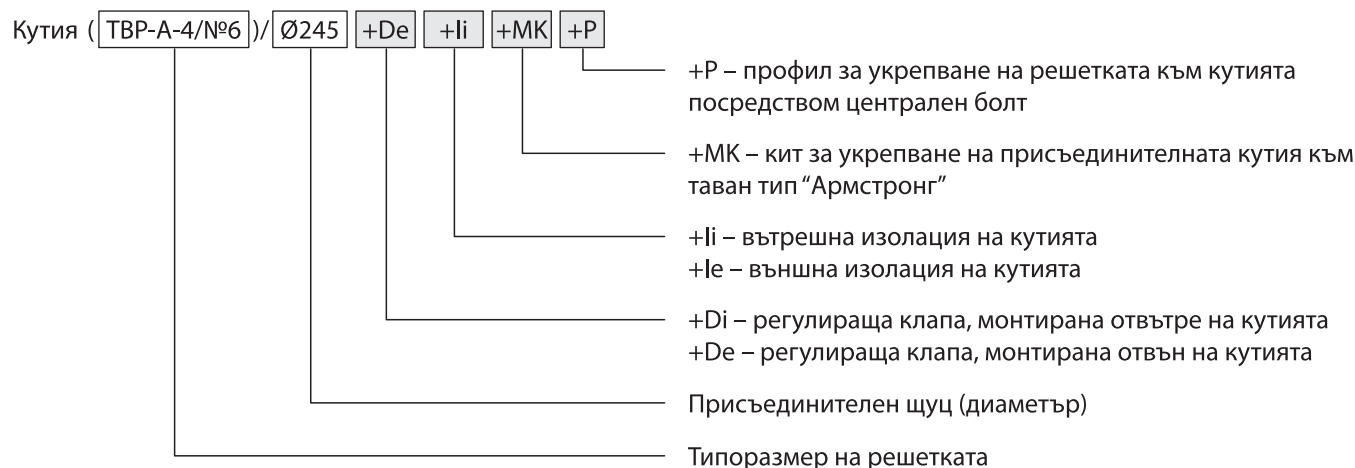 Кутия ( ТВР-А-4/№6 )/ Ø245 +De +Ii +MK +P
+P – профил за укрепване на решетката към кутията
посредством централен болт
+MK – кит за укрепване на присъединителната кутия към
таван тип “Армстронг”
+Ii – вътрешна изолация на кутията
+Ie – външна изолация на кутията
+Di – регулираща клапа, монтирана отвътре на кутията
+De – регулираща клапа, монтирана отвън на кутията
Присъединителен щуц (диаметър)
Типоразмер на решетката